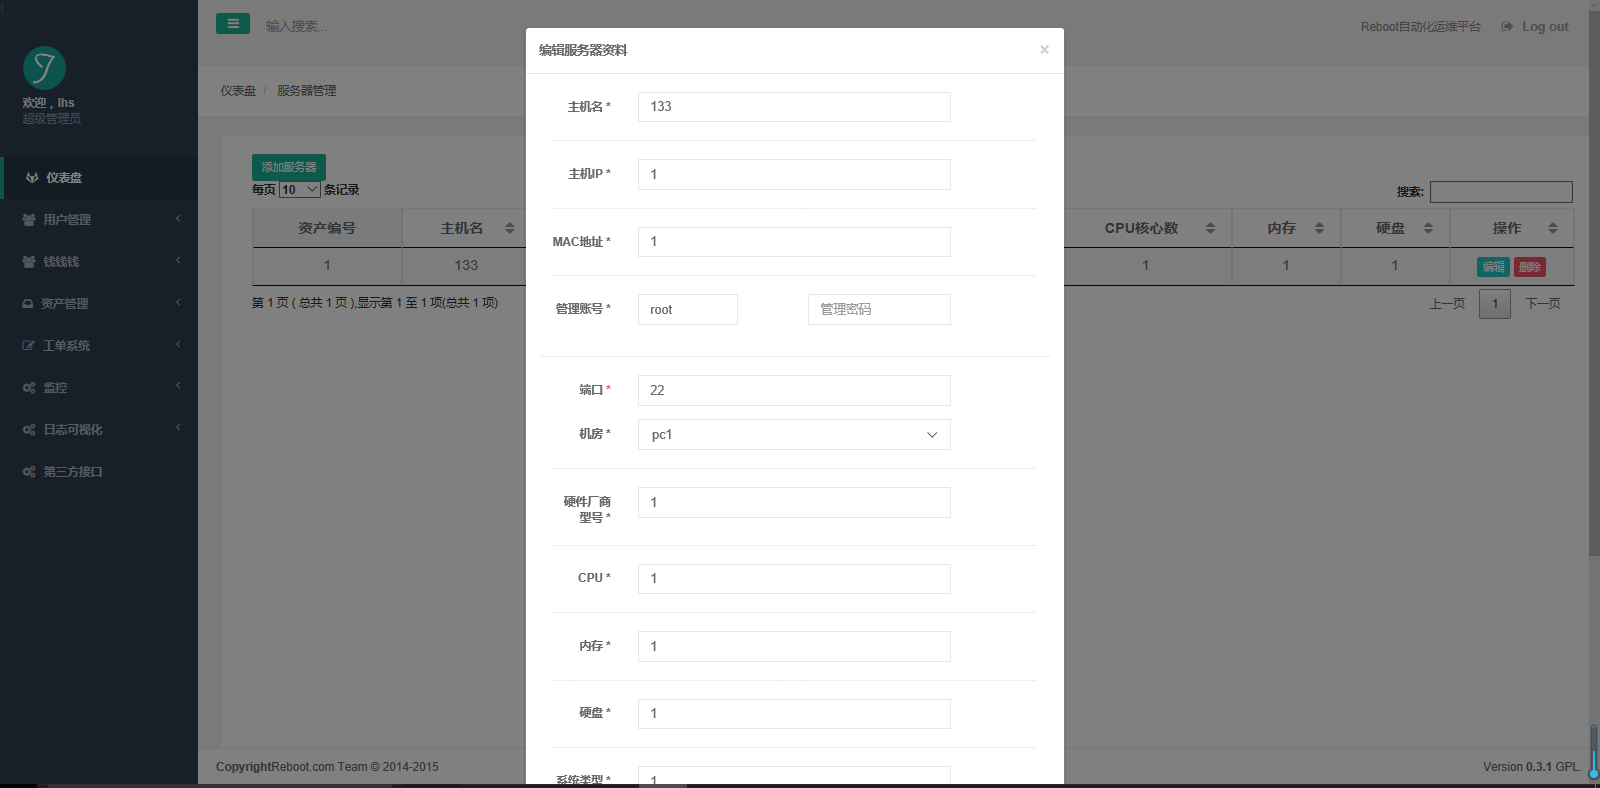 输入搜索...
Reboot自动化运维平台
Log out
欢迎，lhs
超级管理员
仪表盘
用户管理
钱钱钱
资产管理
工单系统
监控
日志可视化
第三方接口
仪表盘 / 服务器管理
添加服务器
每页 10 条记录
搜索:
资产编号 主机名 CPU核心数 内存 硬盘 操作
1 133 1 1 1 编辑 删除
第 1 页 ( 总共 1 页 ),显示第 1 至 1 项(总共 1 项)
上一页 1 下一页
编辑服务器资料 ×
主机名 * 133
主机IP * 1
MAC地址 * 1
管理账号 * root 管理密码
端口 * 22
机房 * pc1
硬件厂商
型号 * 1
CPU * 1
内存 * 1
硬盘 * 1
系统类型 * 1
CopyrightReboot.com Team © 2014-2015
Version 0.3.1 GPL.